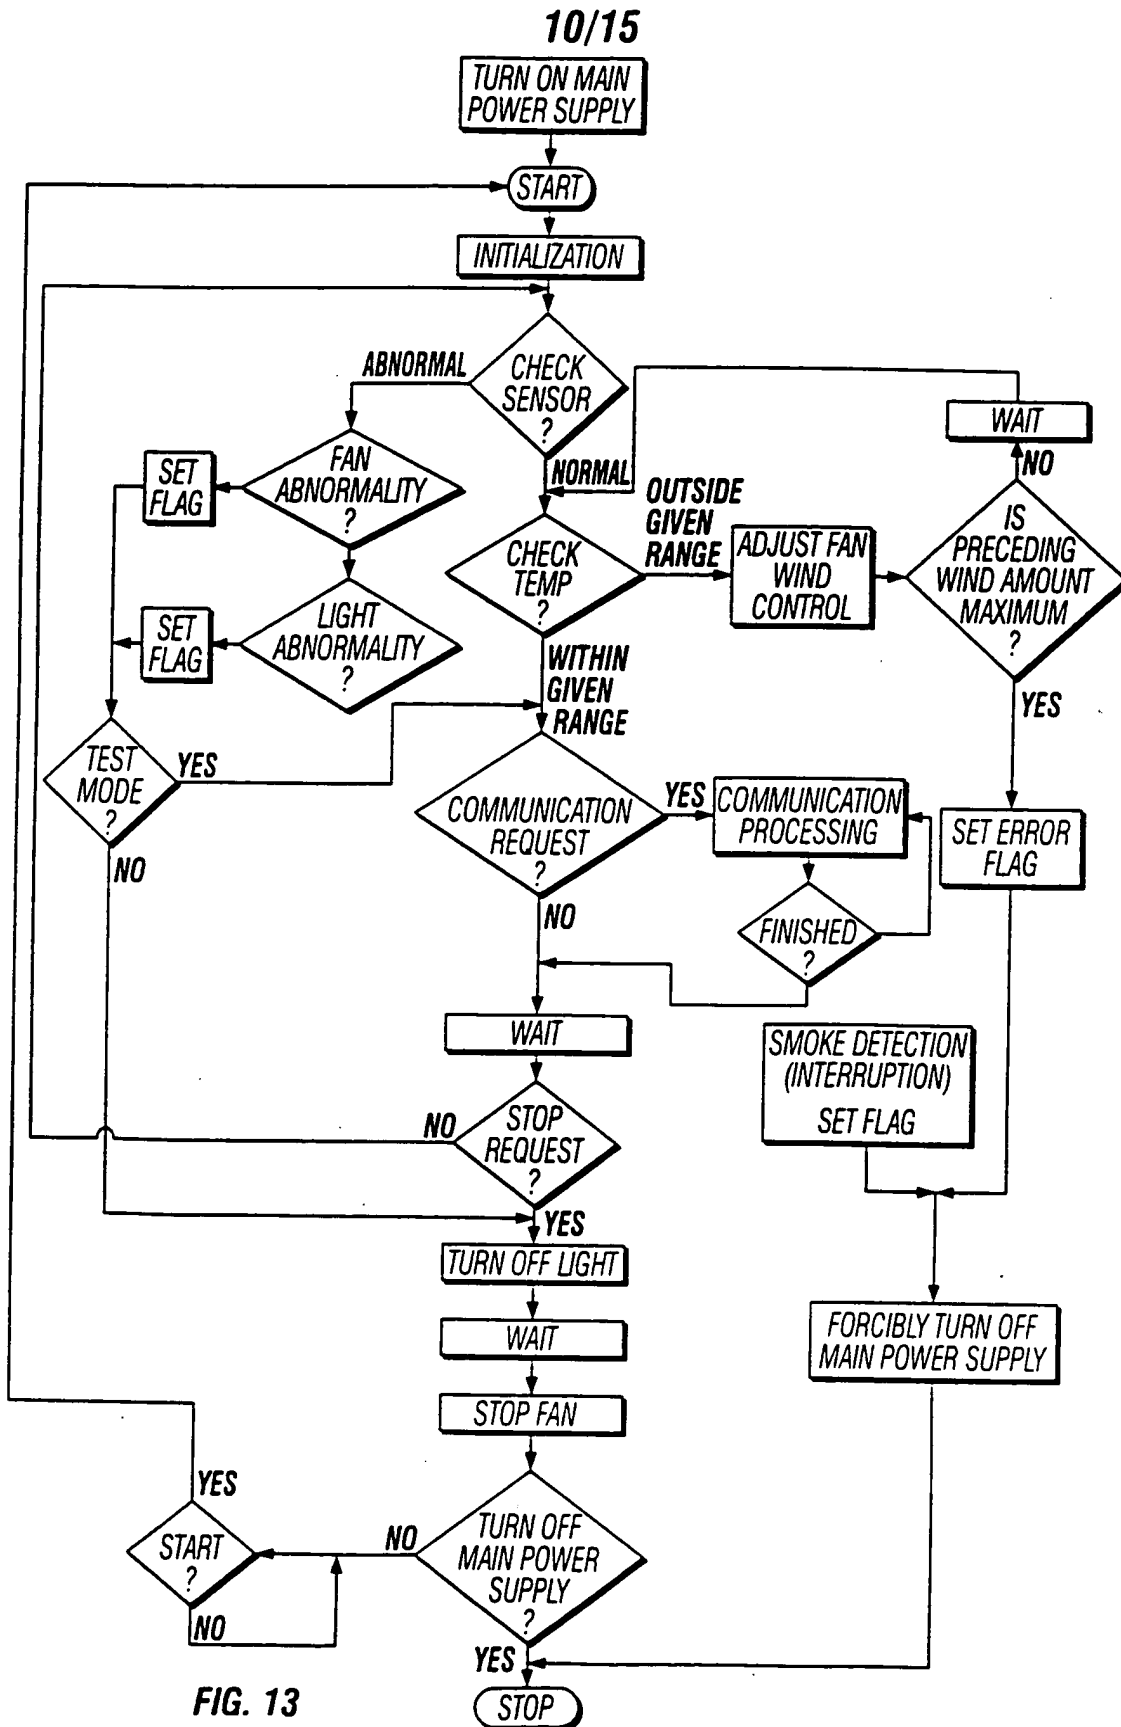 10/15
TURN ON MAIN
POWER SUPPLY
START
INITIALIZATION
CHECK
SENSOR
?
ABNORMAL
NORMAL
FAN
ABNORMALITY
?
SET
FLAG
LIGHT
ABNORMALITY
?
SET
FLAG
TEST
MODE
?
YES
NO
CHECK
TEMP
?
OUTSIDE
GIVEN
RANGE
ADJUST FAN
WIND
CONTROL
IS
PRECEDING
WIND AMOUNT
MAXIMUM
?
NO
WAIT
YES
SET ERROR
FLAG
WITHIN
GIVEN
RANGE
COMMUNICATION
REQUEST
?
YES
COMMUNICATION
PROCESSING
FINISHED
?
NO
WAIT
SMOKE DETECTION
(INTERRUPTION)
SET FLAG
STOP
REQUEST
?
NO
YES
TURN OFF LIGHT
WAIT
STOP FAN
FORCIBLY TURN OFF
MAIN POWER SUPPLY
TURN OFF
MAIN POWER
SUPPLY
?
NO
START
?
YES
NO
YES
STOP
FIG. 13